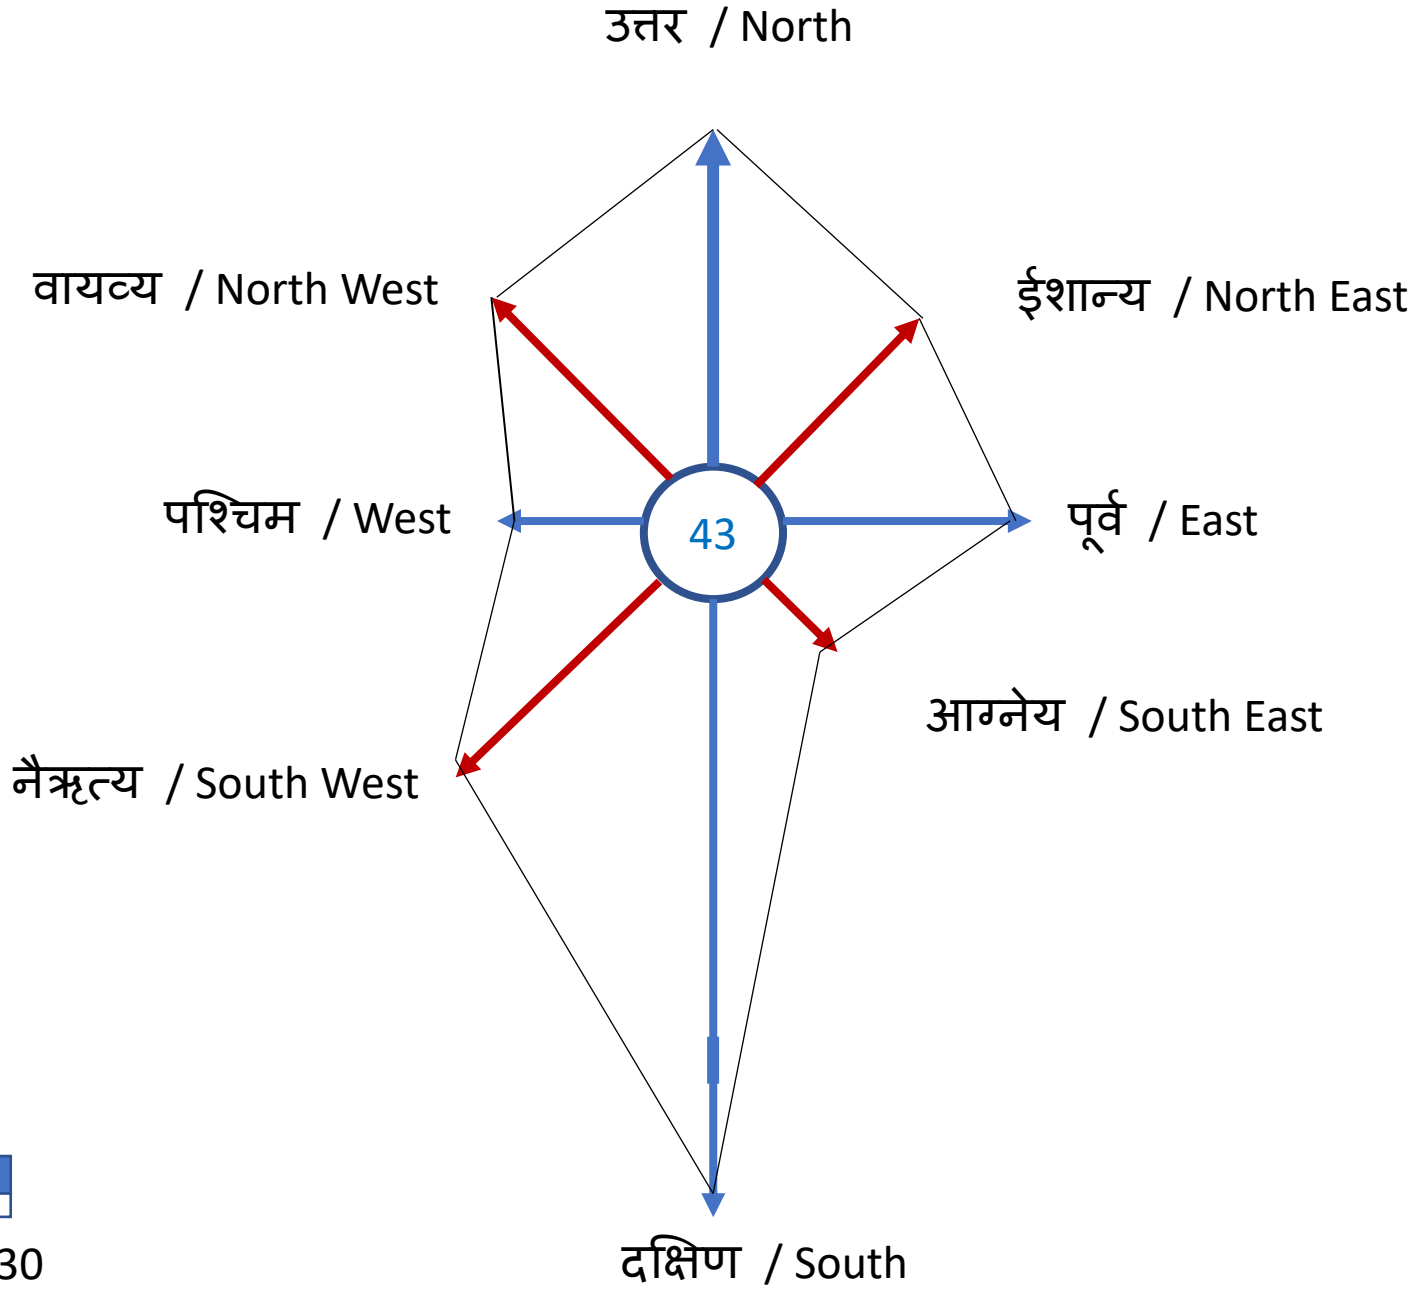 उत्तर / North
वायव्य / North West
ईशान्य / North East
पश्चिम / West
43
पूर्व / East
आग्नेय / South East
नैऋत्य / South West
दक्षिण / South
30